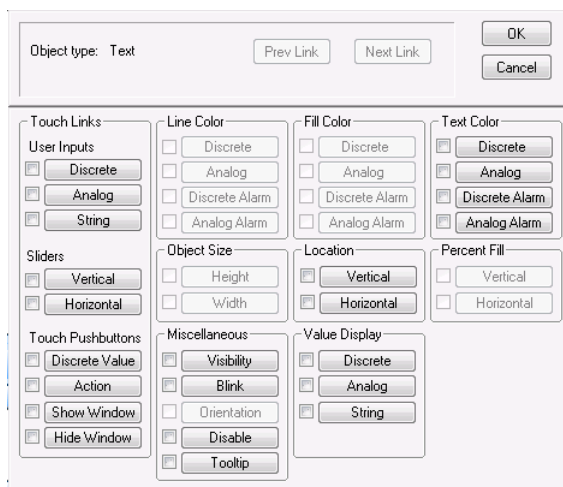 Object type: Text
Prev Link
Next Link
OK
Cancel
Touch Links
User Inputs
Discrete
Analog
String
Sliders
Vertical
Horizontal
Touch Pushbuttons
Discrete Value
Action
Show Window
Hide Window
Line Color
Discrete
Analog
Discrete Alarm
Analog Alarm
Object Size
Height
Width
Miscellaneous
Visibility
Blink
Orientation
Disable
Tooltip
Fill Color
Discrete
Analog
Discrete Alarm
Analog Alarm
Location
Vertical
Horizontal
Value Display
Discrete
Analog
String
Text Color
Discrete
Analog
Discrete Alarm
Analog Alarm
Percent Fill
Vertical
Horizontal